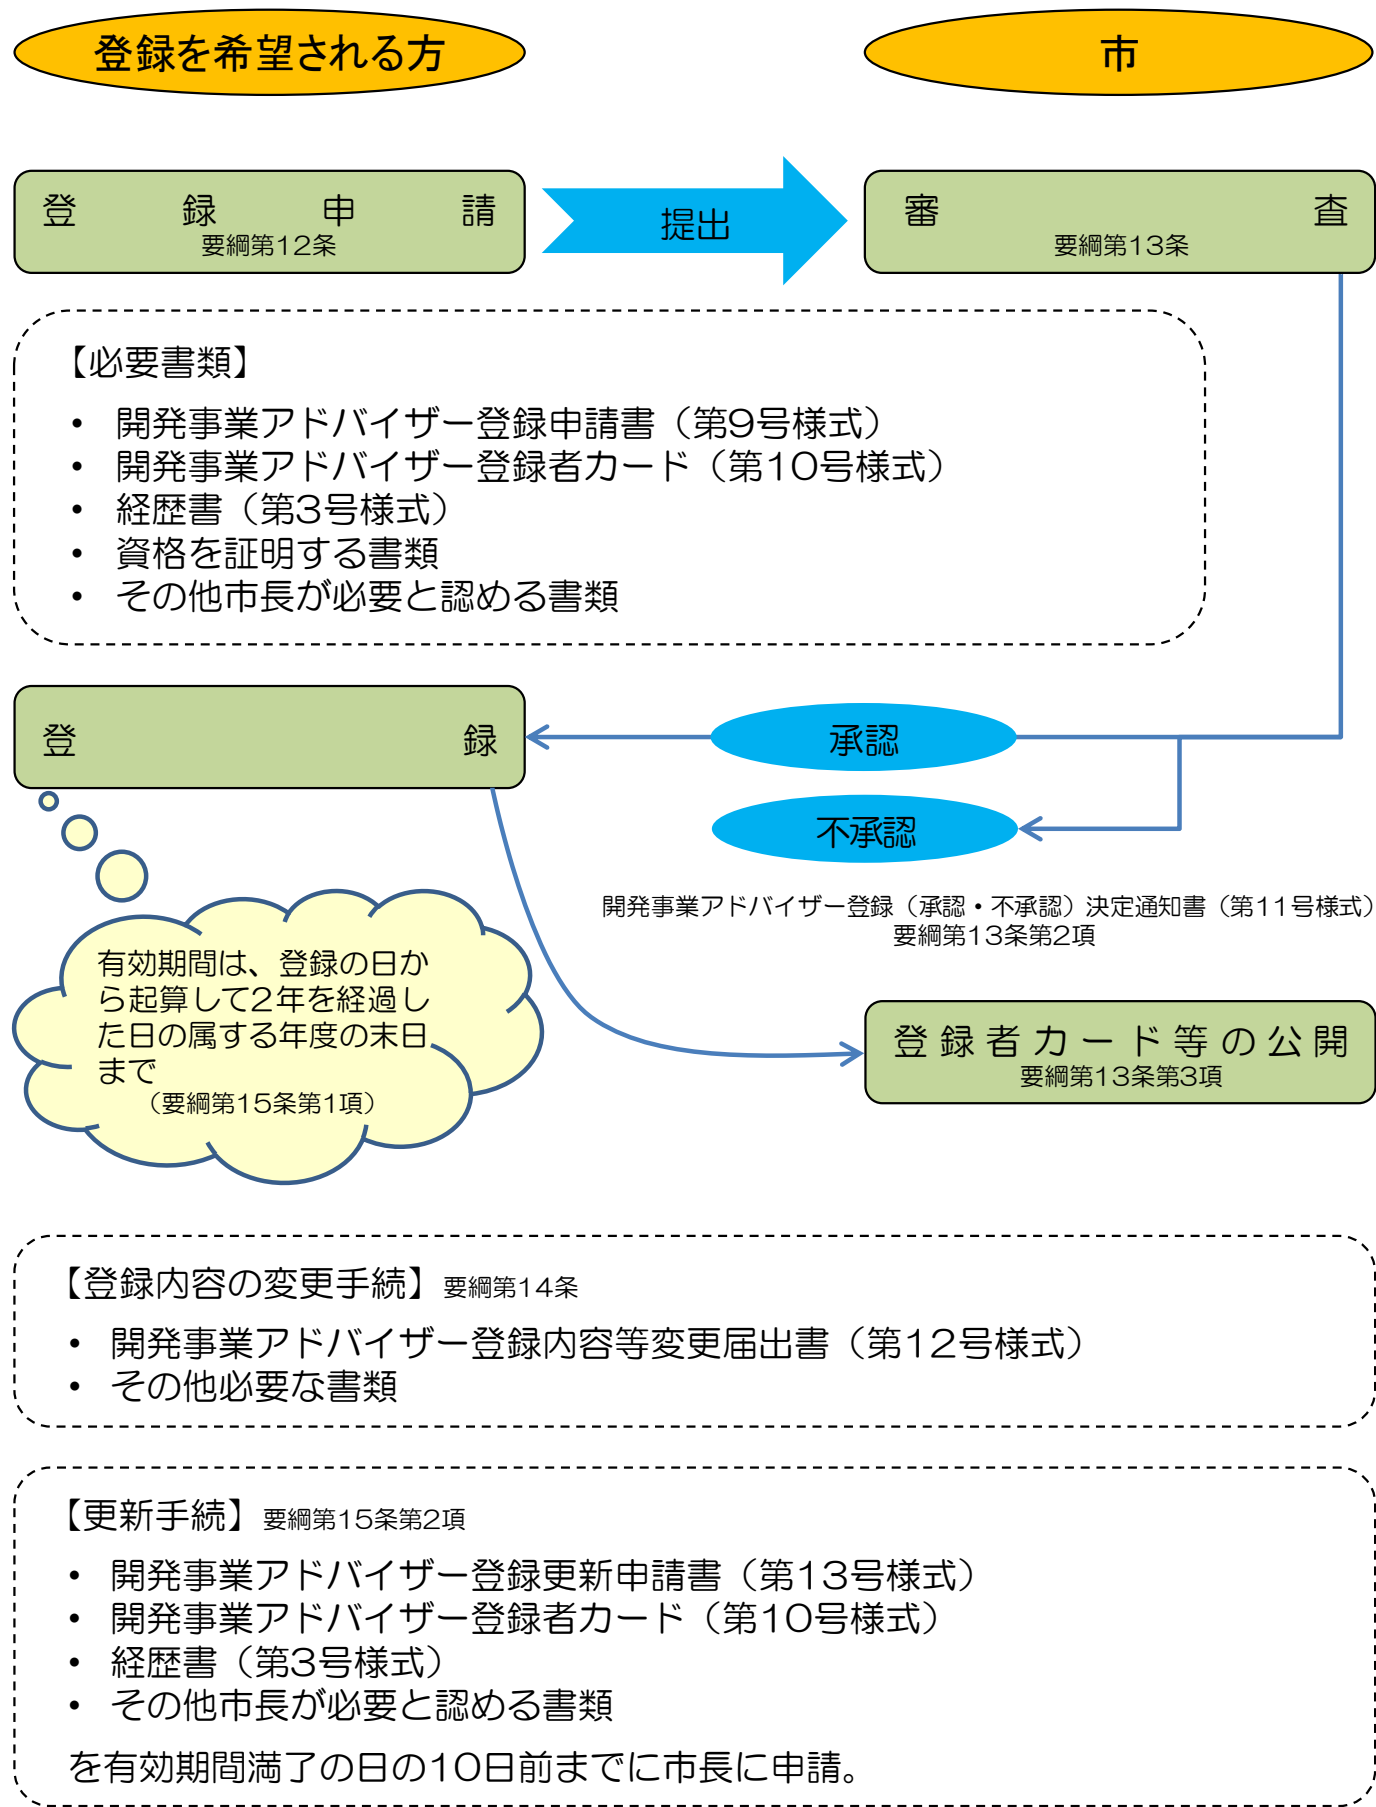 登録を希望される方
市
登録申請
要綱第12条
提出
審査
要綱第13条
【必要書類】
• 開発事業アドバイザー登録申請書（第9号様式）
• 開発事業アドバイザー登録者カード（第10号様式）
• 経歴書（第3号様式）
• 資格を証明する書類
• その他市長が必要と認める書類
登録
承認
不承認
開発事業アドバイザー登録（承認・不承認）決定通知書（第11号様式）
要綱第13条第2項
有効期間は、登録の日か
ら起算して2年を経過し
た日の属する年度の末日
まで
（要綱第15条第1項）
登録者カード等の公開
要綱第13条第3項
【登録内容の変更手続】要綱第14条
• 開発事業アドバイザー登録内容等変更届出書（第12号様式）
• その他必要な書類
【更新手続】要綱第15条第2項
• 開発事業アドバイザー登録更新申請書（第13号様式）
• 開発事業アドバイザー登録者カード（第10号様式）
• 経歴書（第3号様式）
• その他市長が必要と認める書類
を有効期間満了の日の10日前までに市長に申請。